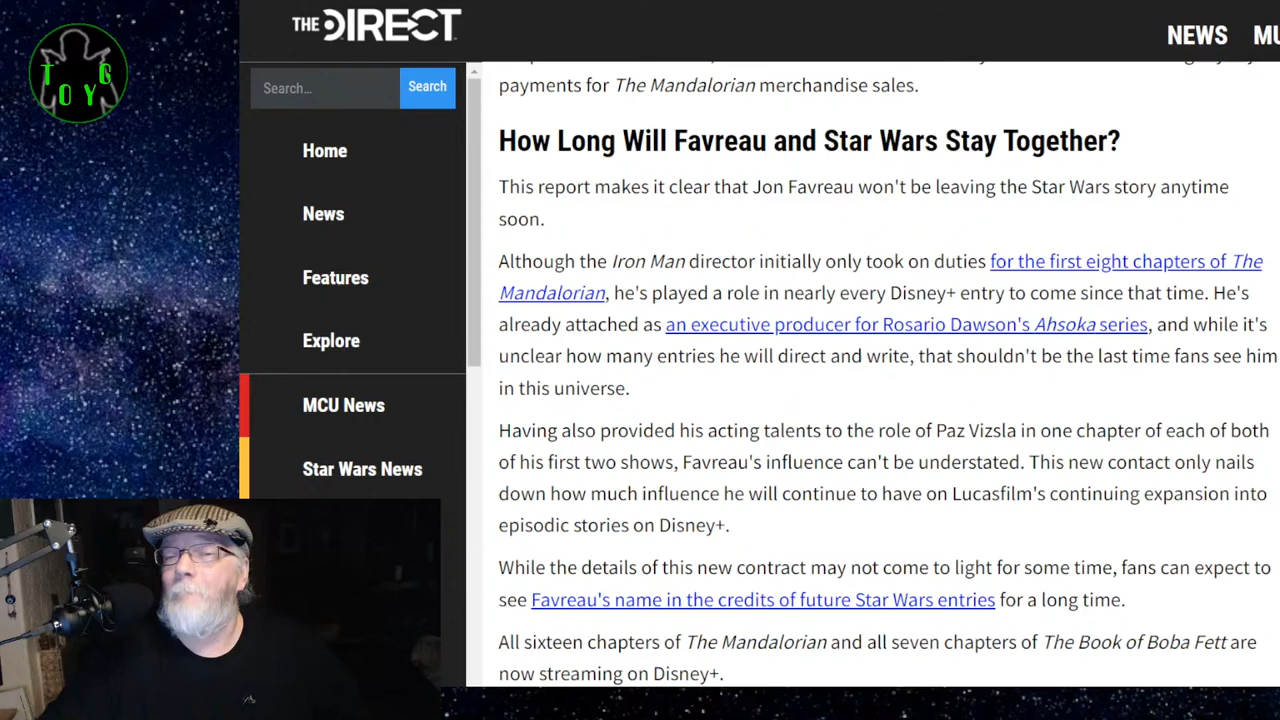 T
O
Y
G
THE DIRECT
NEWS
Search...
Search
Home
News
Features
Explore
MCU News
Star Wars News
payments for The Mandalorian merchandise sales.
How Long Will Favreau and Star Wars Stay Together?
This report makes it clear that Jon Favreau won't be leaving the Star Wars story anytime
soon.
Although the Iron Man director initially only took on duties for the first eight chapters of The
Mandalorian, he's played a role in nearly every Disney+ entry to come since that time. He's
already attached as an executive producer for Rosario Dawson's Ahsoka series, and while it's
unclear how many entries he will direct and write, that shouldn't be the last time fans see him
in this universe.
Having also provided his acting talents to the role of Paz Vizsla in one chapter of each of both
of his first two shows, Favreau's influence can't be understated. This new contact only nails
down how much influence he will continue to have on Lucasfilm's continuing expansion into
episodic stories on Disney+.
While the details of this new contract may not come to light for some time, fans can expect to
see Favreau's name in the credits of future Star Wars entries for a long time.
All sixteen chapters of The Mandalorian and all seven chapters of The Book of Boba Fett are
now streaming on Disney+.